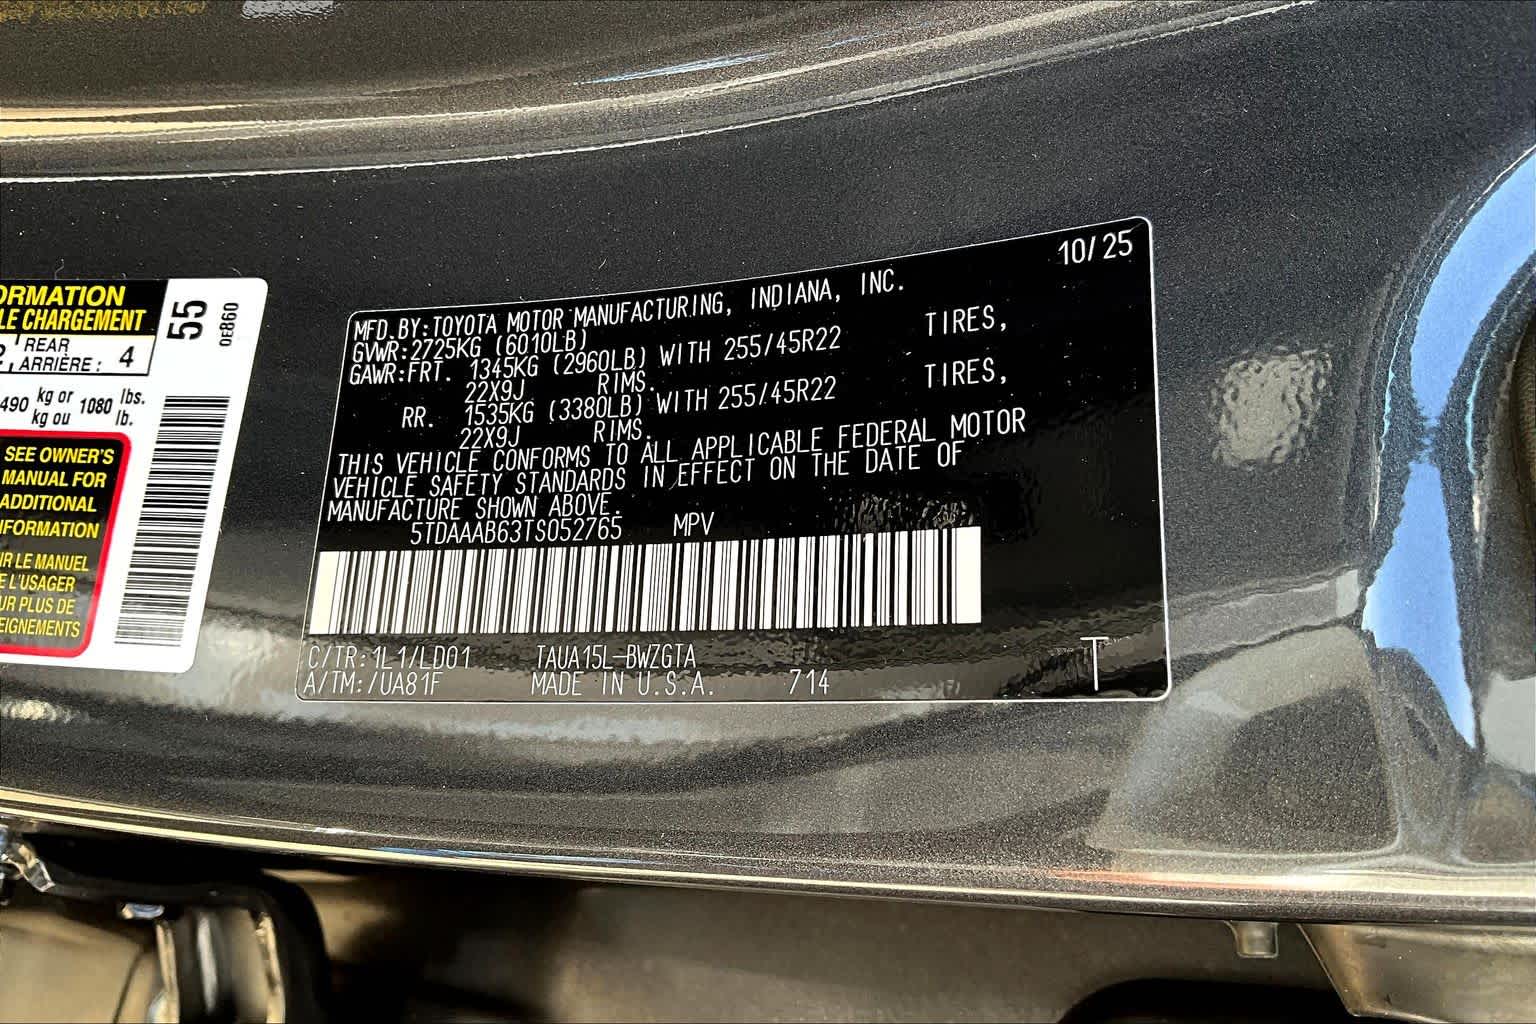 ORMATION
LE CHARGEMENT
REAR
ARRIÈRE : 4
490 kg or 1080 lbs.
kg ou lb.
SEE OWNER'S
MANUAL FOR
ADDITIONAL
INFORMATION
IR LE MANUEL
E L'USAGER
UR PLUS DE
EIGNEMENTS
55
0E860
10/25
MFD. BY: TOYOTA MOTOR MANUFACTURING, INDIANA, INC.
GVWR: 2725KG (6010LB)
GAWR: FRT. 1345KG (2960LB) WITH 255/45R22 TIRES,
22X9J RIMS.
RR. 1535KG (3380LB) WITH 255/45R22 TIRES,
22X9J RIMS.
THIS VEHICLE CONFORMS TO ALL APPLICABLE FEDERAL MOTOR
VEHICLE SAFETY STANDARDS IN EFFECT ON THE DATE OF
MANUFACTURE SHOWN ABOVE.
5TDAAAB63TS052765 MPV
C/TR: 1L1/LD01 TAUA15L-BWZGTA
A/TM: /UA81F MADE IN U.S.A. 714 T